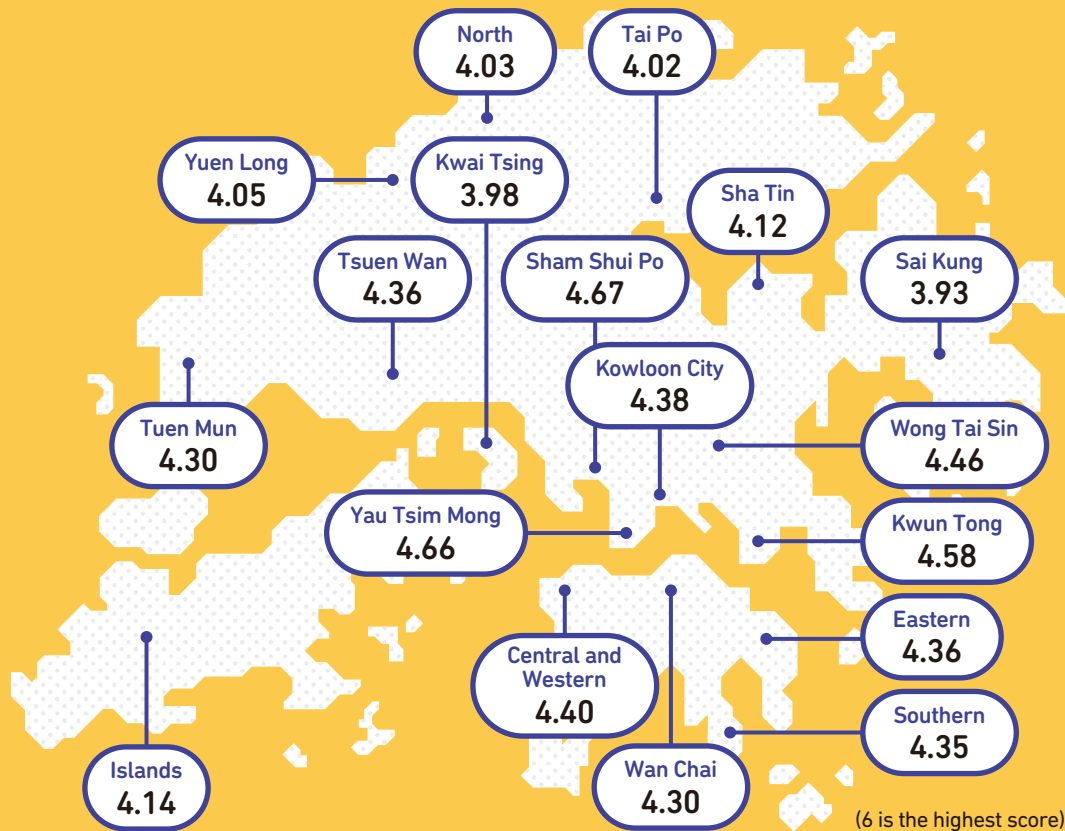 North
4.03
Tai Po
4.02
Yuen Long
4.05
Kwai Tsing
3.98
Sha Tin
4.12
Tsuen Wan
4.36
Sham Shui Po
4.67
Sai Kung
3.93
Kowloon City
4.38
Tuen Mun
4.30
Wong Tai Sin
4.46
Yau Tsim Mong
4.66
Kwun Tong
4.58
Eastern
4.36
Central and
Western
4.40
Southern
4.35
Islands
4.14
Wan Chai
4.30
(6 is the highest score)